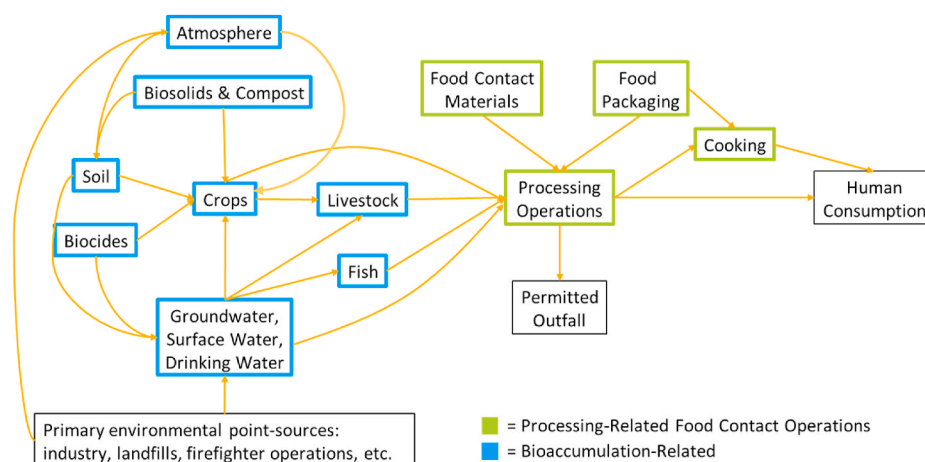 Atmosphere
Biosolids & Compost
Food Contact
Materials
Food
Packaging
Cooking
Soil
Crops
Livestock
Processing
Operations
Human
Consumption
Biocides
Fish
Groundwater,
Surface Water,
Drinking Water
Permitted
Outfall
Primary environmental point-sources:
industry, landfills, firefighter operations, etc.
= Processing-Related Food Contact Operations
= Bioaccumulation-Related